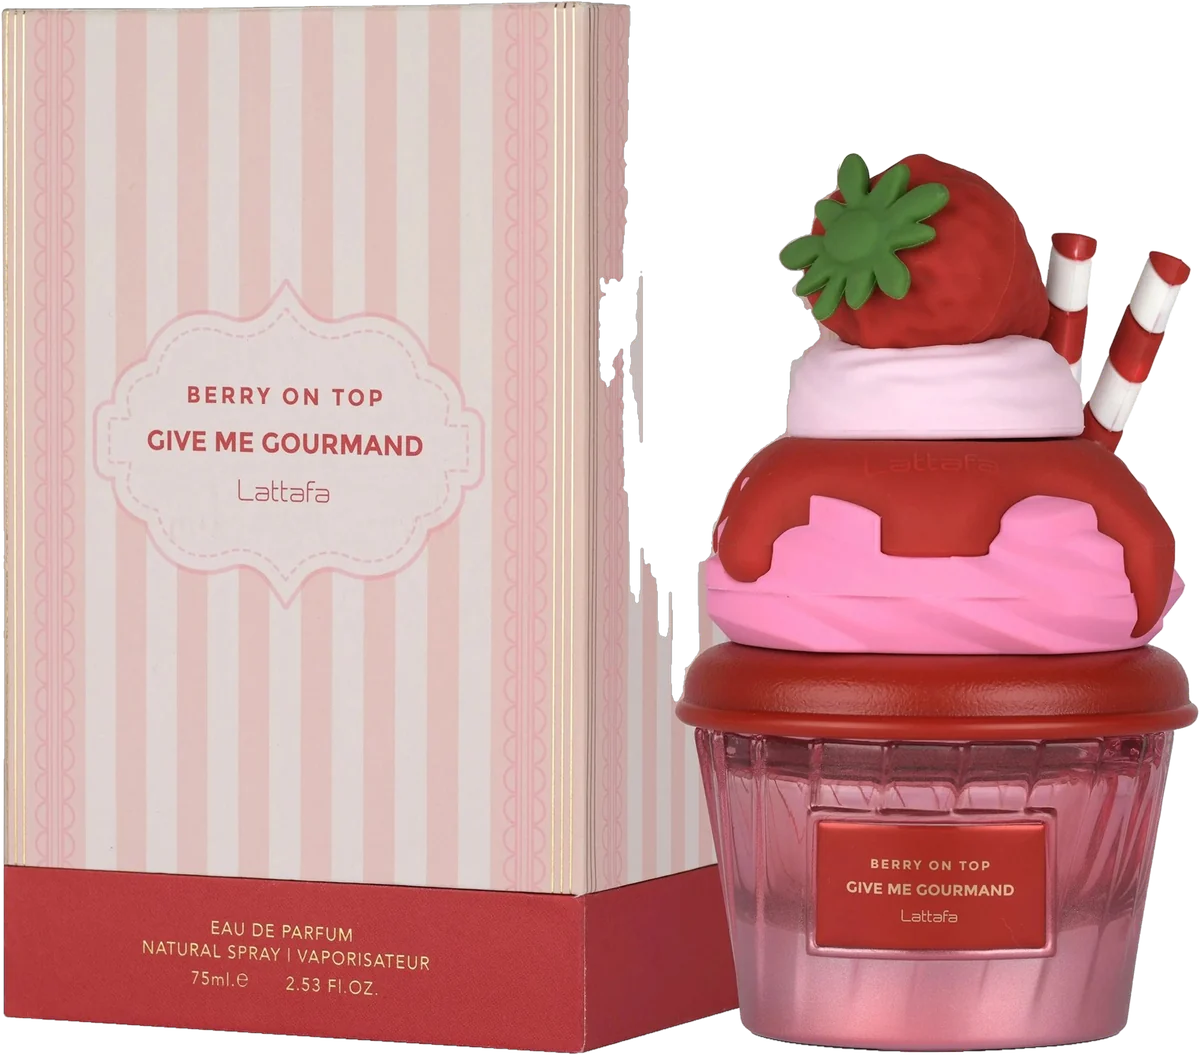 BERRY ON TOP
GIVE ME GOURMAND
Lattafa
EAU DE PARFUM
NATURAL SPRAY | VAPORISATEUR
75ml.e 2.53 Fl.OZ.
Lattafa
BERRY ON TOP
GIVE ME GOURMAND
Lattafa